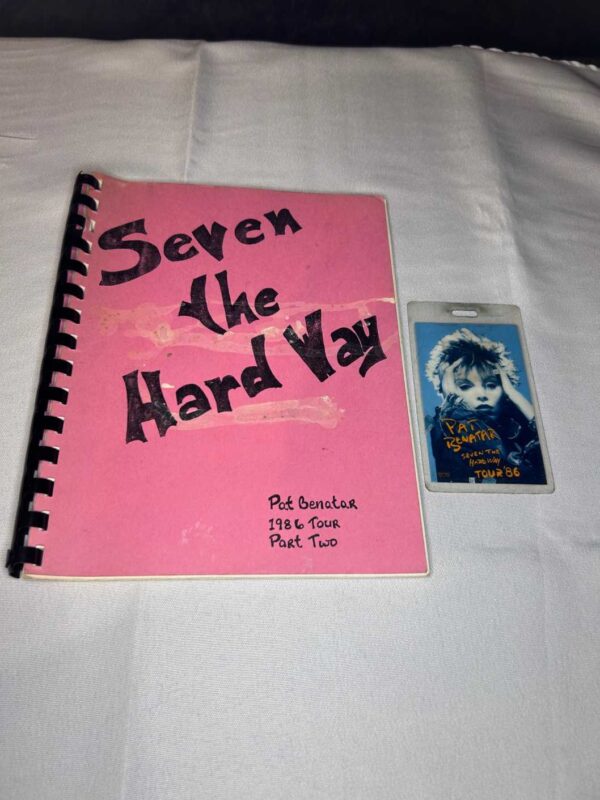 Seven
the
Hard Way
Pat Benatar
1986 Tour
Part Two
PAT
BENATAR
SEVEN THE
HARD WAY
TOUR '86